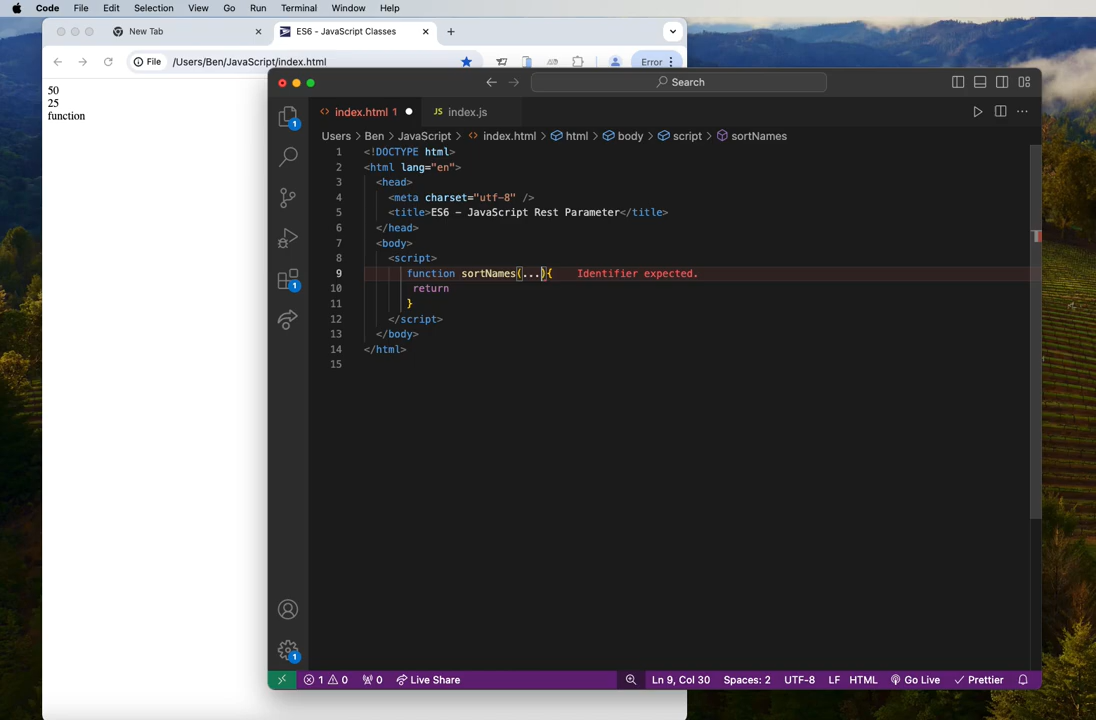 Code File Edit Selection View Go Run Terminal Window Help
New Tab
ES6 - JavaScript Classes
File /Users/Ben/JavaScript/index.html
Error
50
25
function
Search
index.html 1
JS index.js
Users > Ben > JavaScript > index.html > html > body > script > sortNames
1 <!DOCTYPE html>
2 <html lang="en">
3 <head>
4 <meta charset="utf-8" />
5 <title>ES6 - JavaScript Rest Parameter</title>
6 </head>
7 <body>
8 <script>
9 function sortNames(...){ Identifier expected.
10 return
11 }
12 </script>
13 </body>
14 </html>
15
1
1
1
1 0 0 Live Share
Ln 9, Col 30 Spaces: 2 UTF-8 LF HTML Go Live Prettier